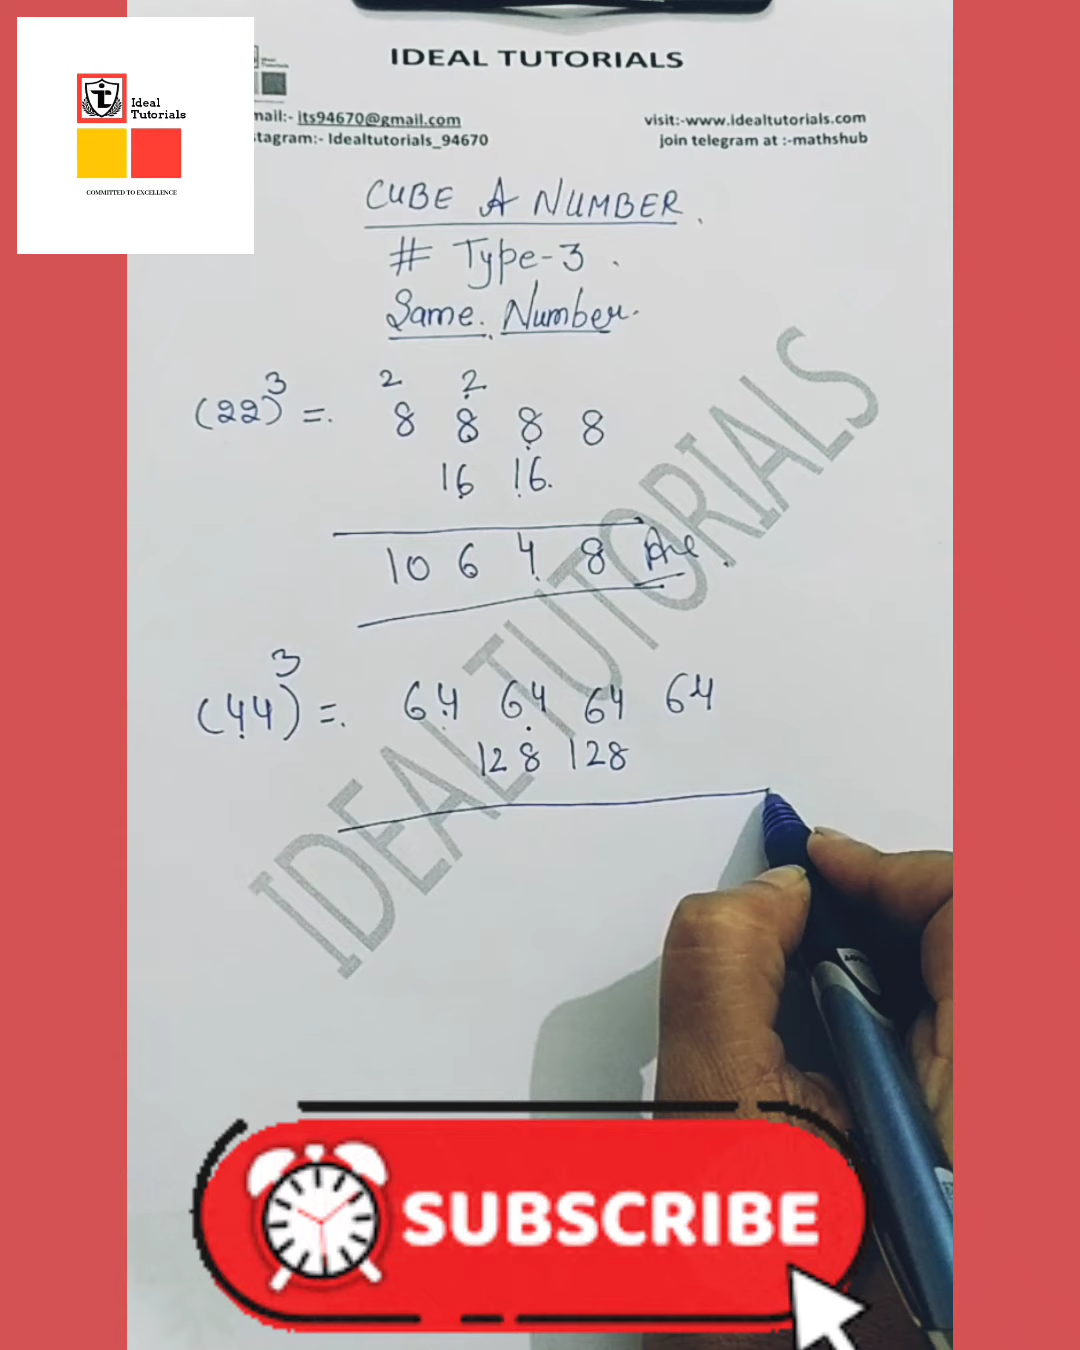 IDEAL TUTORIALS
Ideal
Tutorials
COMMITTED TO EXCELLENCE
mail:- its94670@gmail.com
visit:-www.idealtutorials.com
tagram:- Idealtutorials_94670
join telegram at :-mathshub
CUBE A NUMBER.
# Type-3.
Same. Number.
2 2
(22)³ =. 8 8 8 8
16 16.
10 6 4 8 Ans.
(44)³ =. 64 64 64 64
128 128
IDEAL TUTORIALS
SUBSCRIBE